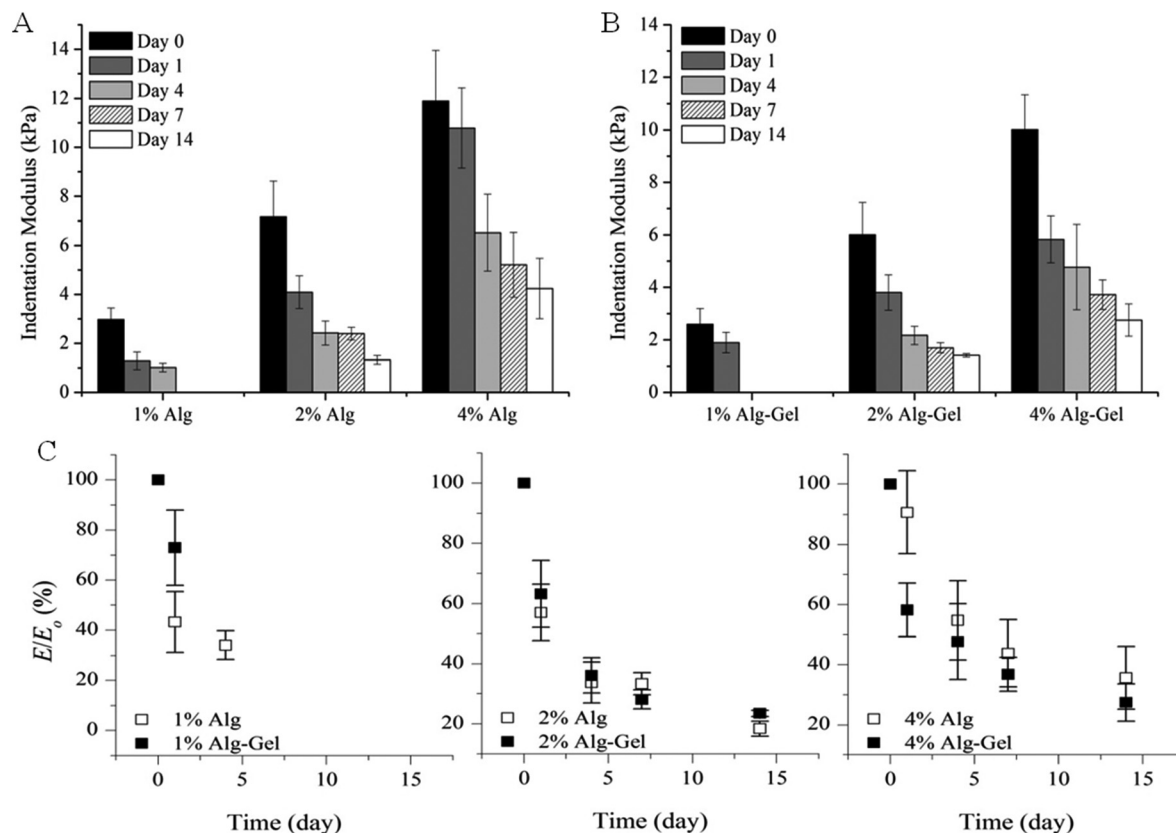 A
Indentation Modulus (kPa)
14
12
10
8
6
4
2
0
Day 0
Day 1
Day 4
Day 7
Day 14
1% Alg
2% Alg
4% Alg
B
Indentation Modulus (kPa)
14
12
10
8
6
4
2
0
Day 0
Day 1
Day 4
Day 7
Day 14
1% Alg-Gel
2% Alg-Gel
4% Alg-Gel
C
E/Eo (%)
100
80
60
40
20
0
1% Alg
1% Alg-Gel
0 5 10 15
Time (day)
100
80
60
40
20
2% Alg
2% Alg-Gel
0 5 10 15
Time (day)
100
80
60
40
20
4% Alg
4% Alg-Gel
0 5 10 15
Time (day)